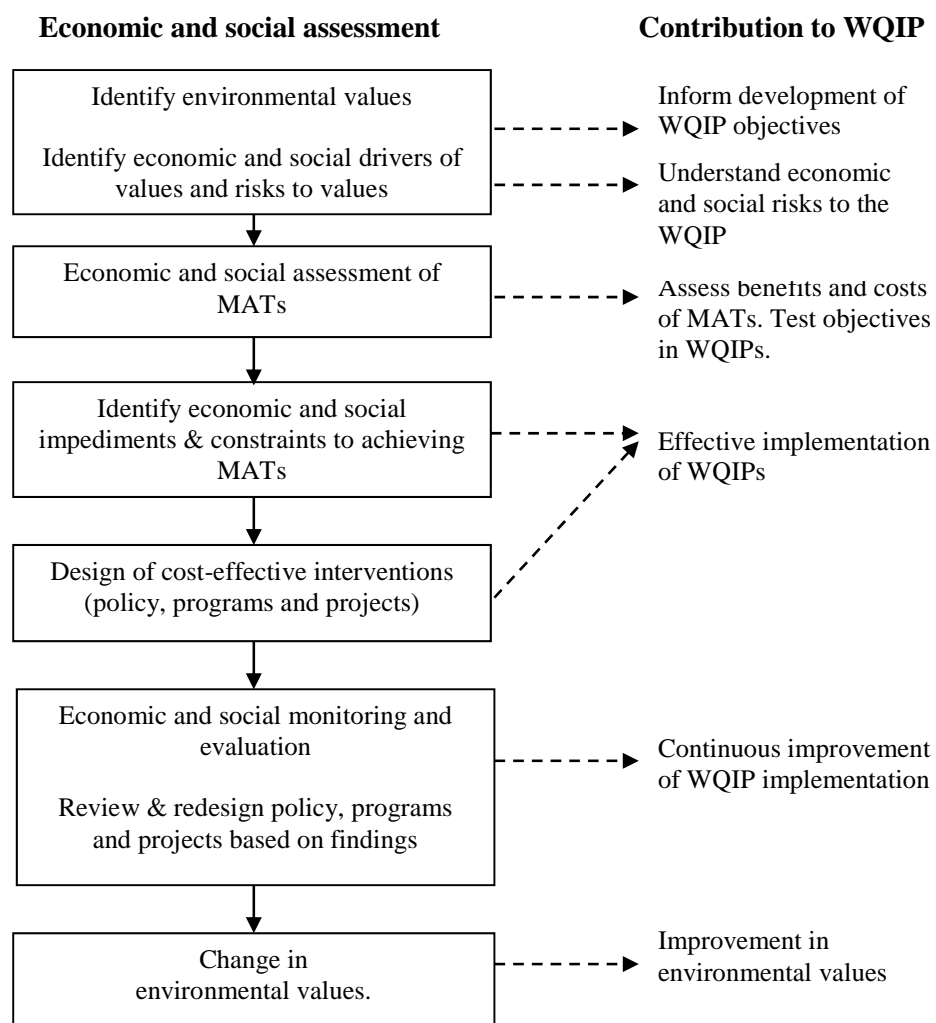 Economic and social assessment
Contribution to WQIP
Identify environmental values
Identify economic and social drivers of
values and risks to values
Inform development of
WQIP objectives
Understand economic
and social risks to the
WQIP
Economic and social assessment of
MATs
Assess benefits and costs
of MATs. Test objectives
in WQIPs.
Identify economic and social
impediments & constraints to achieving
MATs
Effective implementation
of WQIPs
Design of cost-effective interventions
(policy, programs and projects)
Economic and social monitoring and
evaluation
Review & redesign policy, programs
and projects based on findings
Continuous improvement
of WQIP implementation
Change in
environmental values.
Improvement in
environmental values